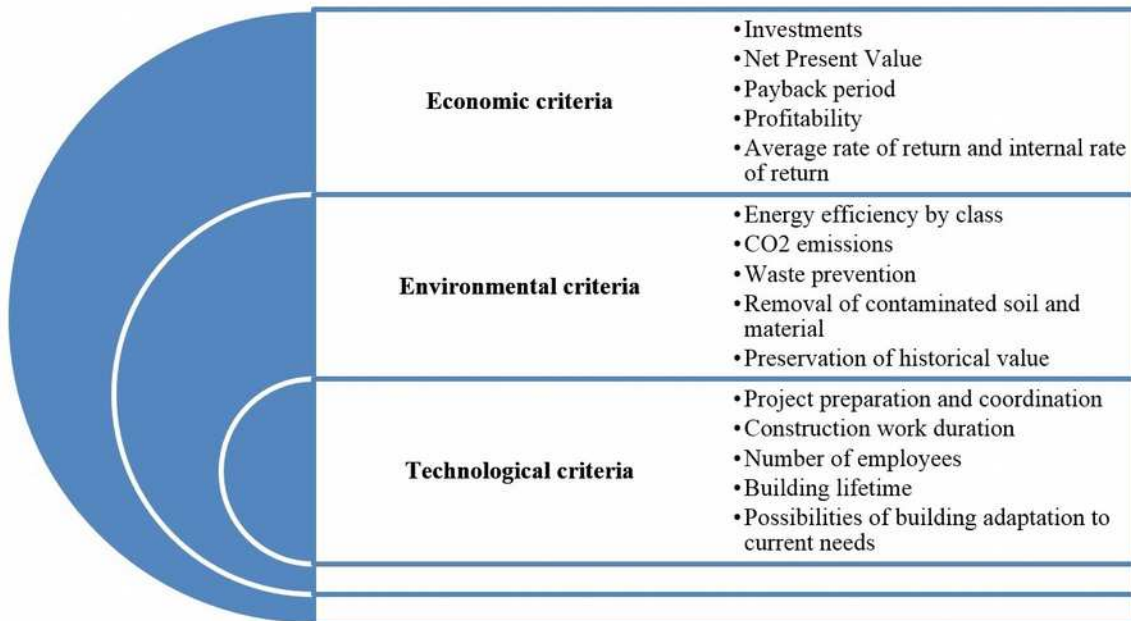 Economic criteria
•Investments
•Net Present Value
•Payback period
•Profitability
•Average rate of return and internal rate
of return
Environmental criteria
•Energy efficiency by class
•CO2 emissions
•Waste prevention
•Removal of contaminated soil and
material
•Preservation of historical value
Technological criteria
•Project preparation and coordination
•Construction work duration
•Number of employees
•Building lifetime
•Possibilities of building adaptation to
current needs